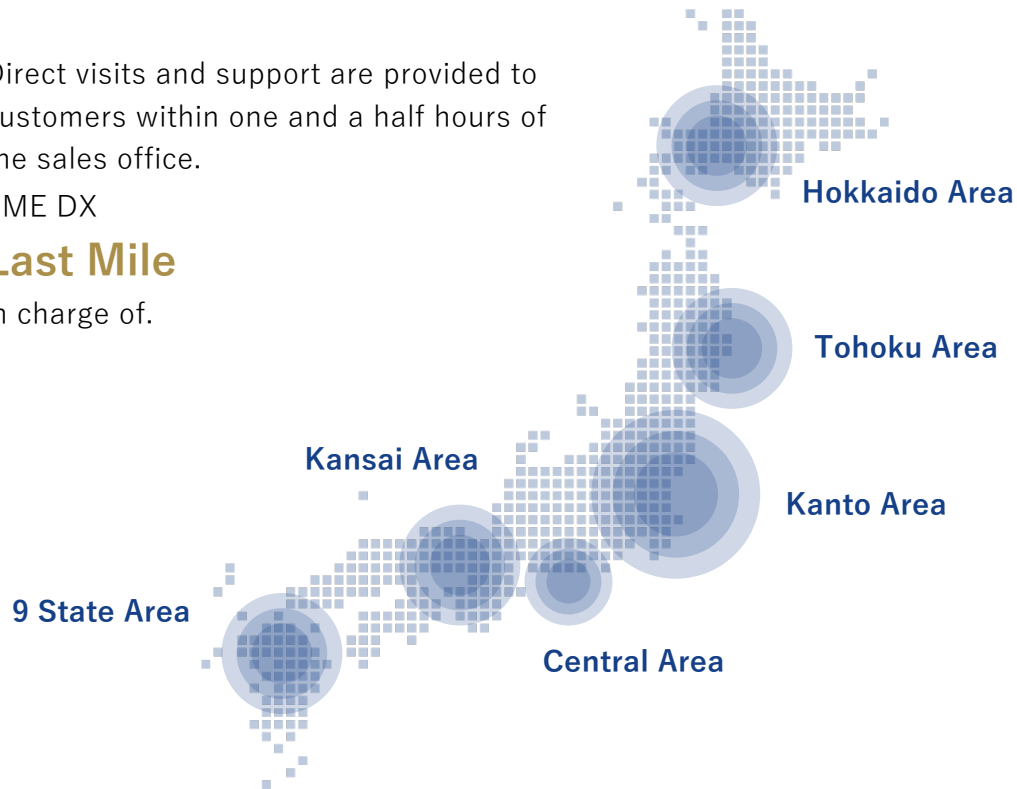 Direct visits and support are provided to
ustomers within one and a half hours of
he sales office.
ME DX
Last Mile
n charge of.
Hokkaido Area
Tohoku Area
Kansai Area
Kanto Area
9 State Area
Central Area